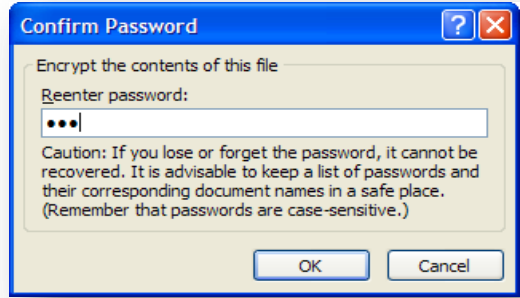 Confirm Password
Encrypt the contents of this file
Reenter password:
•••
Caution: If you lose or forget the password, it cannot be
recovered. It is advisable to keep a list of passwords and
their corresponding document names in a safe place.
(Remember that passwords are case-sensitive.)
OK Cancel